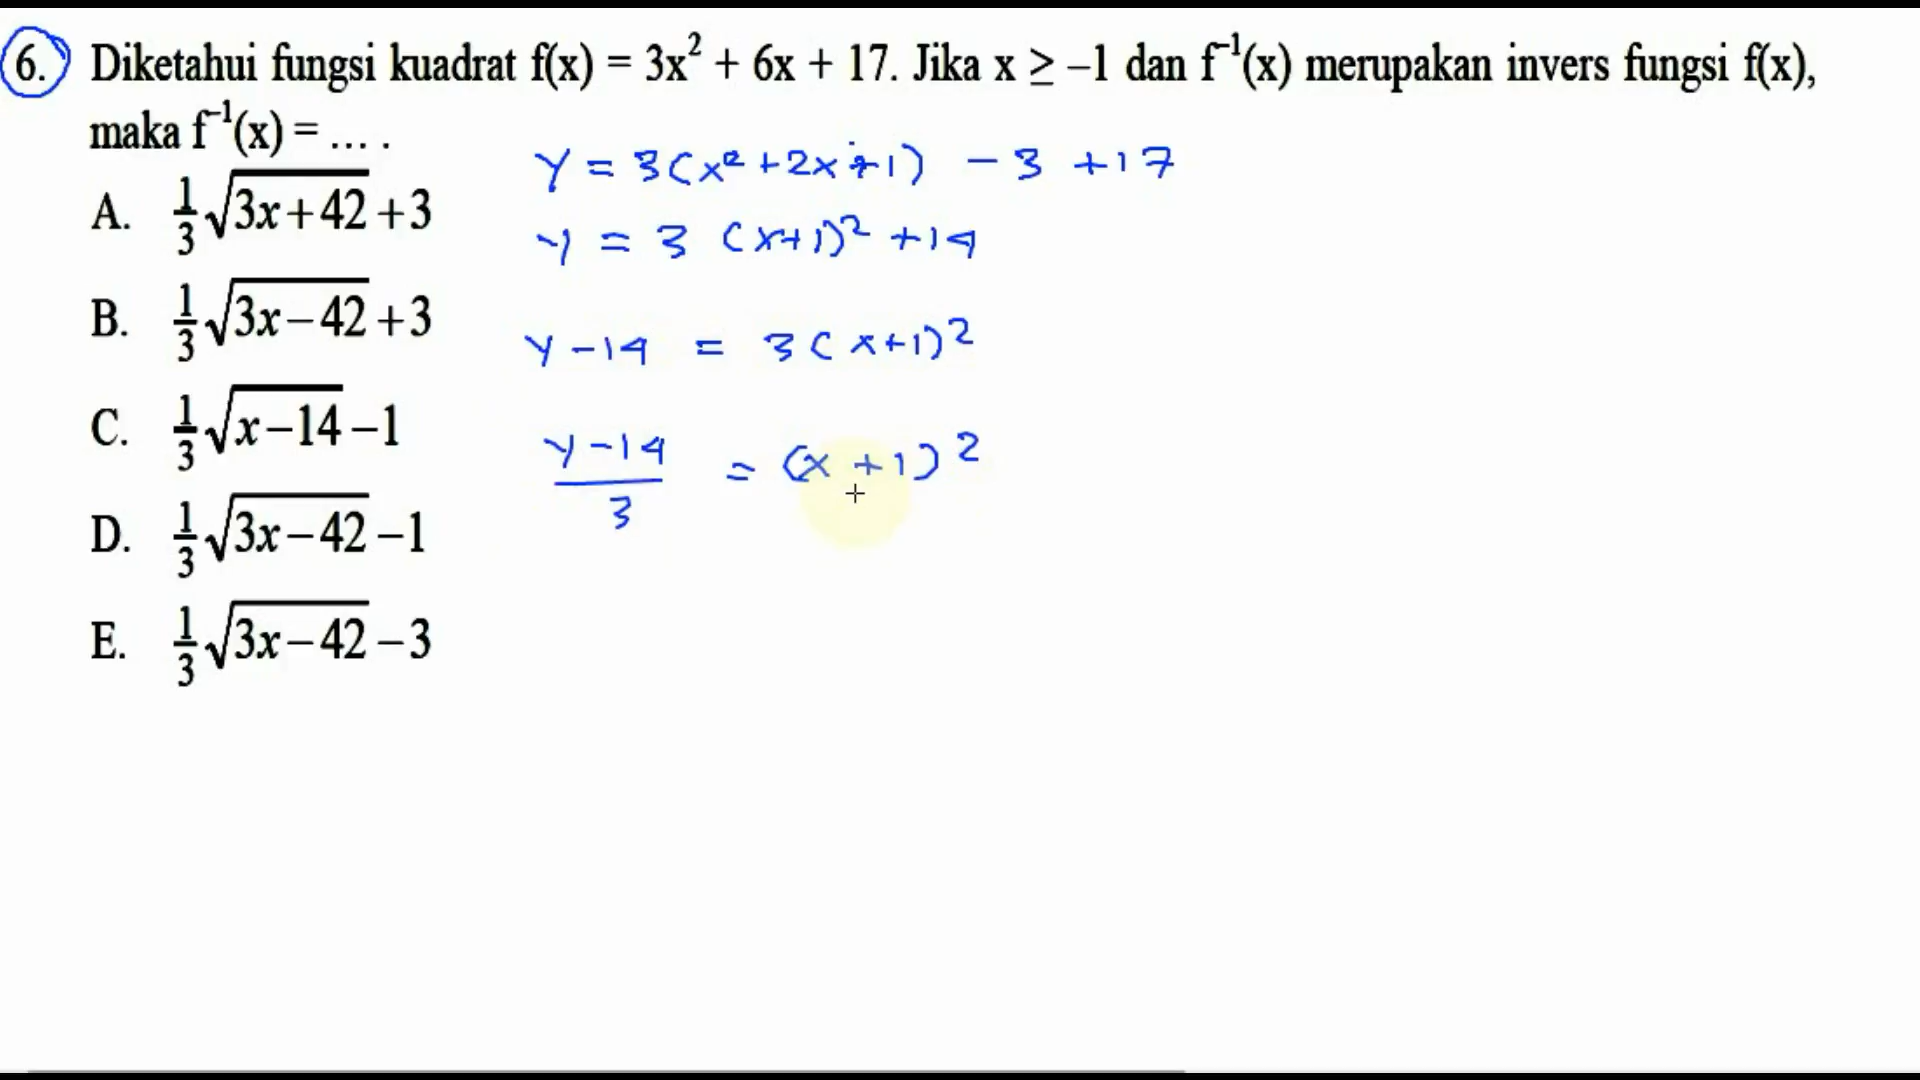 6. Diketahui fungsi kuadrat f(x) = 3x² + 6x + 17. Jika x ≥ –1 dan f⁻¹(x) merupakan invers fungsi f(x),
maka f⁻¹(x) = ... .
A. 1/3 √(3x+42) +3
B. 1/3 √(3x–42) +3
C. 1/3 √(x–14) –1
D. 1/3 √(3x–42) –1
E. 1/3 √(3x–42) –3
y = 3(x² + 2x + 1) – 3 + 17
y = 3 (x+1)² + 14
y – 14 = 3(x+1)²
(y – 14)/3 = (x + 1)²